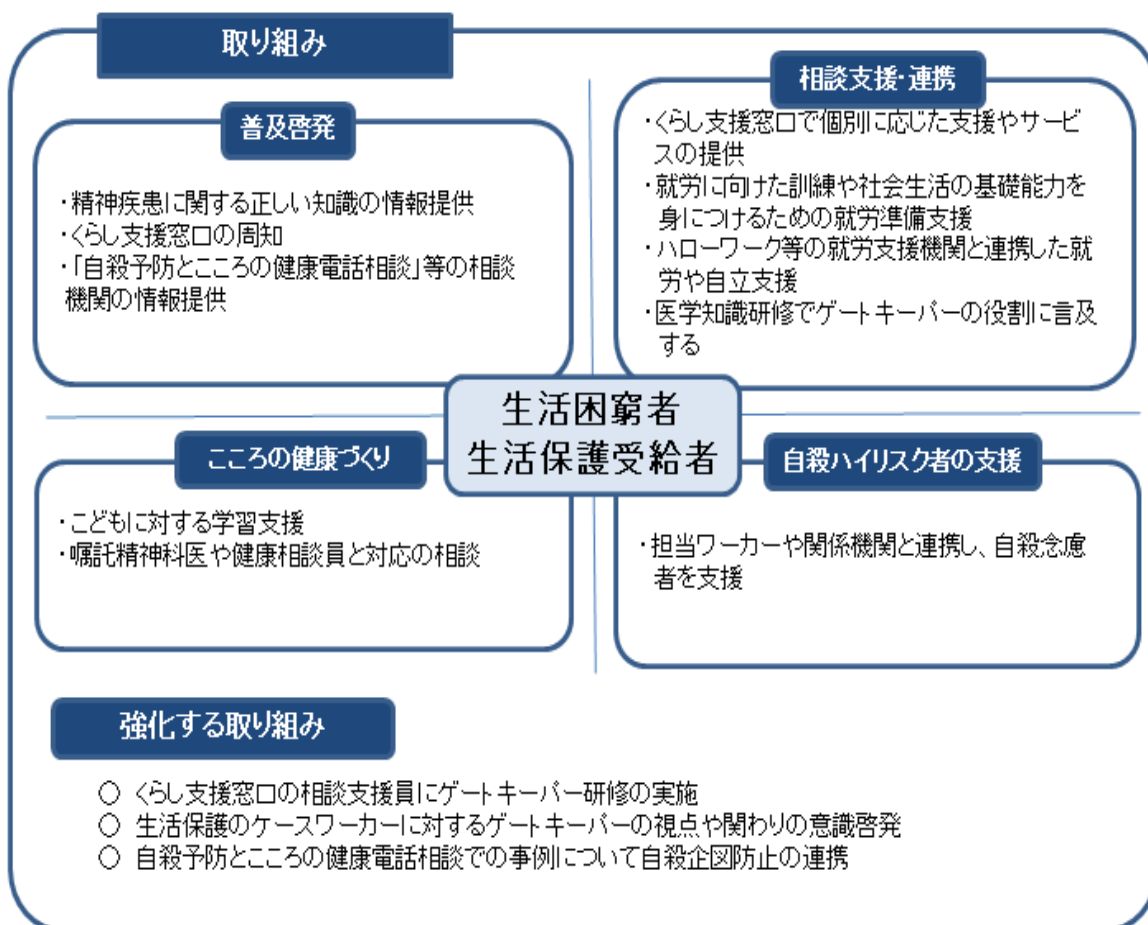 取り組み
普及啓発
・精神疾患に関する正しい知識の情報提供
・くらし支援窓口の周知
・「自殺予防とこころの健康電話相談」等の相談
機関の情報提供
相談支援・連携
・くらし支援窓口で個別に応じた支援やサービ
スの提供
・就労に向けた訓練や社会生活の基礎能力を
身につけるための就労準備支援
・ハローワーク等の就労支援機関と連携した就
労や自立支援
・医学知識研修でゲートキーパーの役割に言及
する
生活困窮者
生活保護受給者
こころの健康づくり
・こどもに対する学習支援
・嘱託精神科医や健康相談員と対応の相談
自殺ハイリスク者の支援
・担当ワーカーや関係機関と連携し、自殺念慮
者を支援
強化する取り組み
○ くらし支援窓口の相談支援員にゲートキーパー研修の実施
○ 生活保護のケースワーカーに対するゲートキーパーの視点や関わりの意識啓発
○ 自殺予防とこころの健康電話相談での事例について自殺企図防止の連携